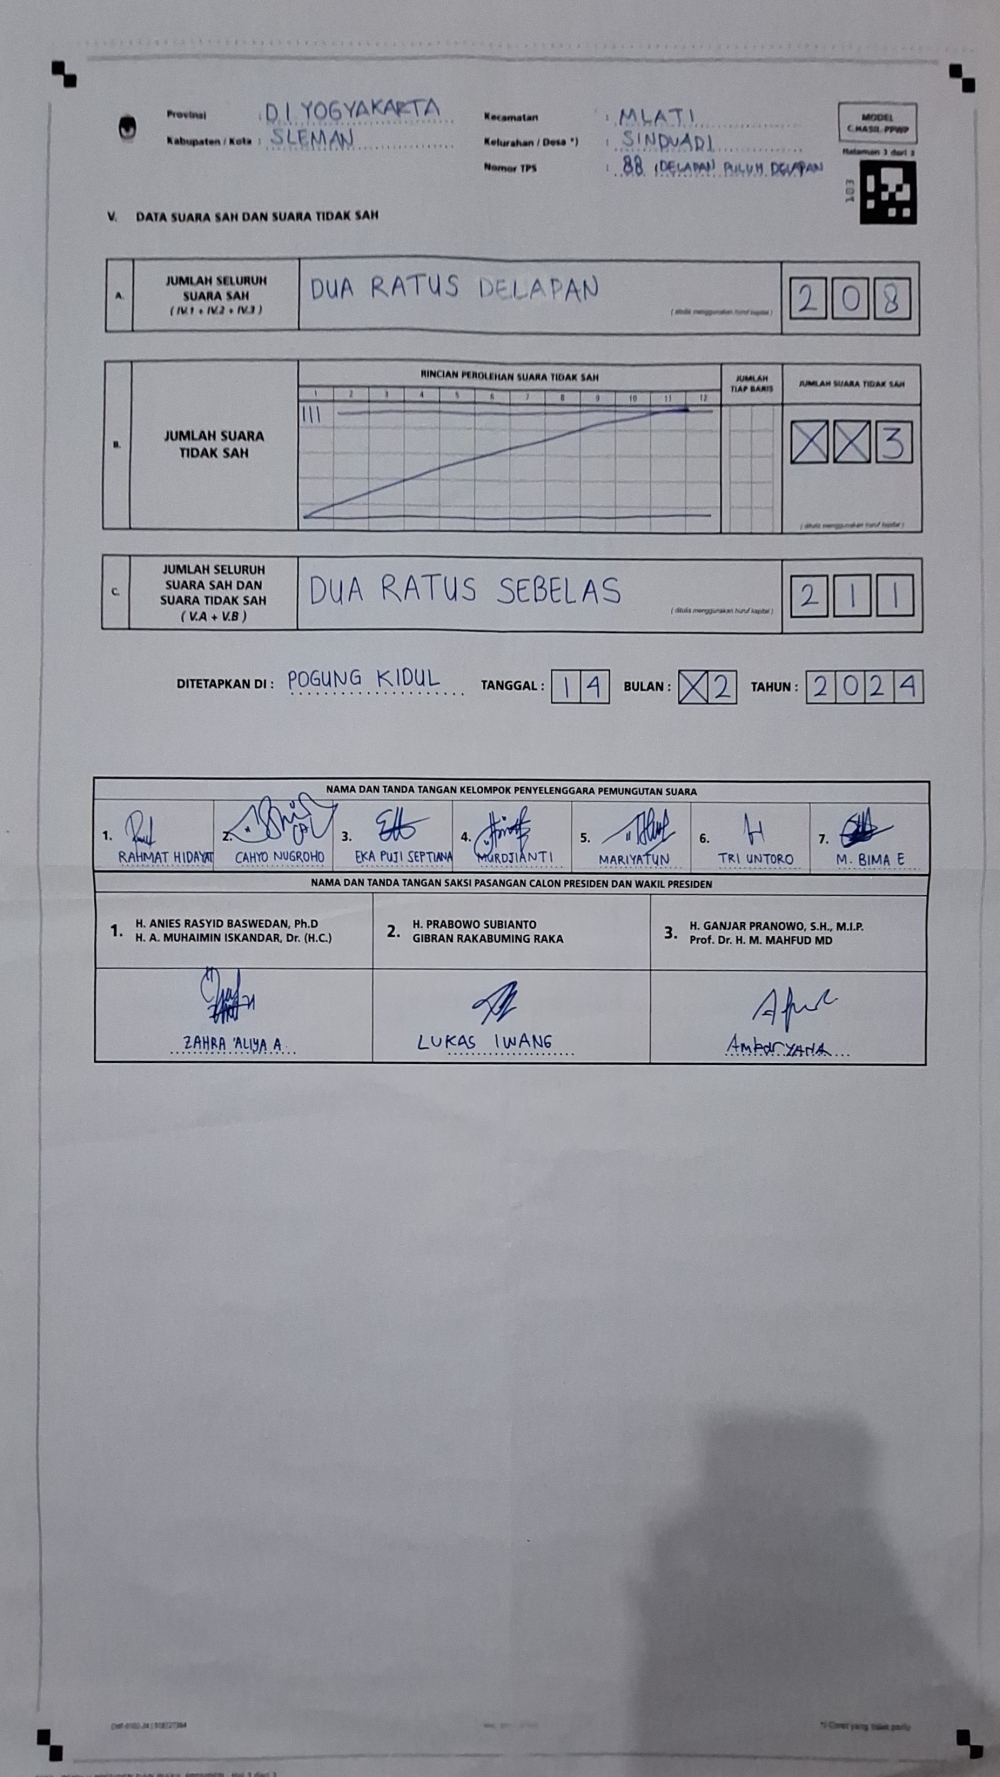 Provinsi : D.I. YOGYAKARTA
Kabupaten / Kota : SLEMAN
Kecamatan : MLATI
Kelurahan / Desa *) : SINDUADI
Nomor TPS : 88 (DELAPAN PULUH DELAPAN
MODEL
C.HASIL-PPWP
Halaman 3 dari 3
103
V. DATA SUARA SAH DAN SUARA TIDAK SAH
A. JUMLAH SELURUH SUARA SAH ( IV.1 + IV.2 + IV.3 )
DUA RATUS DELAPAN
( ditulis menggunakan huruf kapital )
2 0 8
B. JUMLAH SUARA TIDAK SAH
RINCIAN PEROLEHAN SUARA TIDAK SAH
1 2 3 4 5 6 7 8 9 10 11 12
III
JUMLAH TIAP BARIS
JUMLAH SUARA TIDAK SAH
X X 3
( ditulis menggunakan huruf kapital )
C. JUMLAH SELURUH SUARA SAH DAN SUARA TIDAK SAH ( V.A + V.B )
DUA RATUS SEBELAS
( ditulis menggunakan huruf kapital )
2 1 1
DITETAPKAN DI : POGUNG KIDUL TANGGAL : 1 4 BULAN : X 2 TAHUN : 2 0 2 4
NAMA DAN TANDA TANGAN KELOMPOK PENYELENGGARA PEMUNGUTAN SUARA
1. RAHMAT HIDAYAT
2. CAHYO NUGROHO
3. EKA PUJI SEPTIANA
4. MURDJIANTI
5. MARIYATUN
6. TRI UNTORO
7. M. BIMA E
NAMA DAN TANDA TANGAN SAKSI PASANGAN CALON PRESIDEN DAN WAKIL PRESIDEN
1. H. ANIES RASYID BASWEDAN, Ph.D
H. A. MUHAIMIN ISKANDAR, Dr. (H.C.)
2. H. PRABOWO SUBIANTO
GIBRAN RAKABUMING RAKA
3. H. GANJAR PRANOWO, S.H., M.I.P.
Prof. Dr. H. M. MAHFUD MD
ZAHRA 'ALIYA A
LUKAS IWANG
AmbarYANA
*) Coret yang tidak perlu